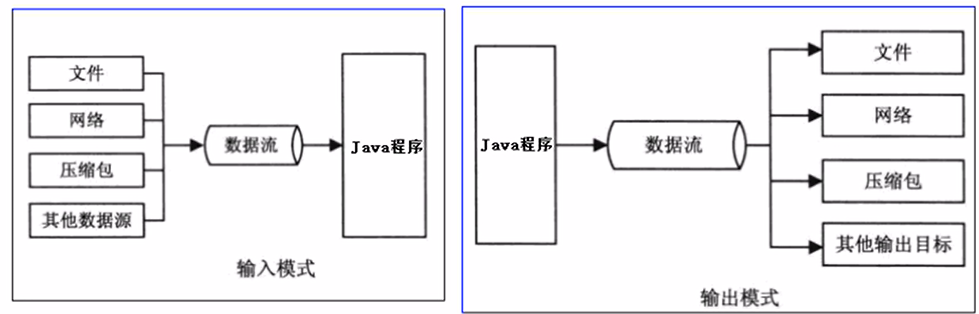 文件
网络
压缩包
其他数据源
数据流
Java程序
输入模式
Java程序
数据流
文件
网络
压缩包
其他输出目标
输出模式